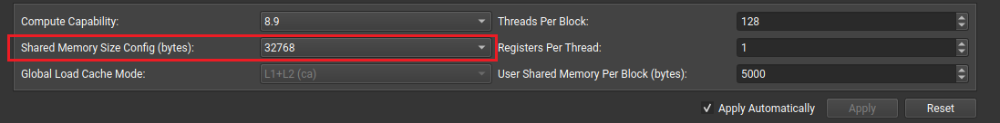 Compute Capability: 8.9 Threads Per Block: 128
Shared Memory Size Config (bytes): 32768 Registers Per Thread: 1
Global Load Cache Mode: L1+L2 (ca) User Shared Memory Per Block (bytes): 5000
Apply Automatically Apply Reset